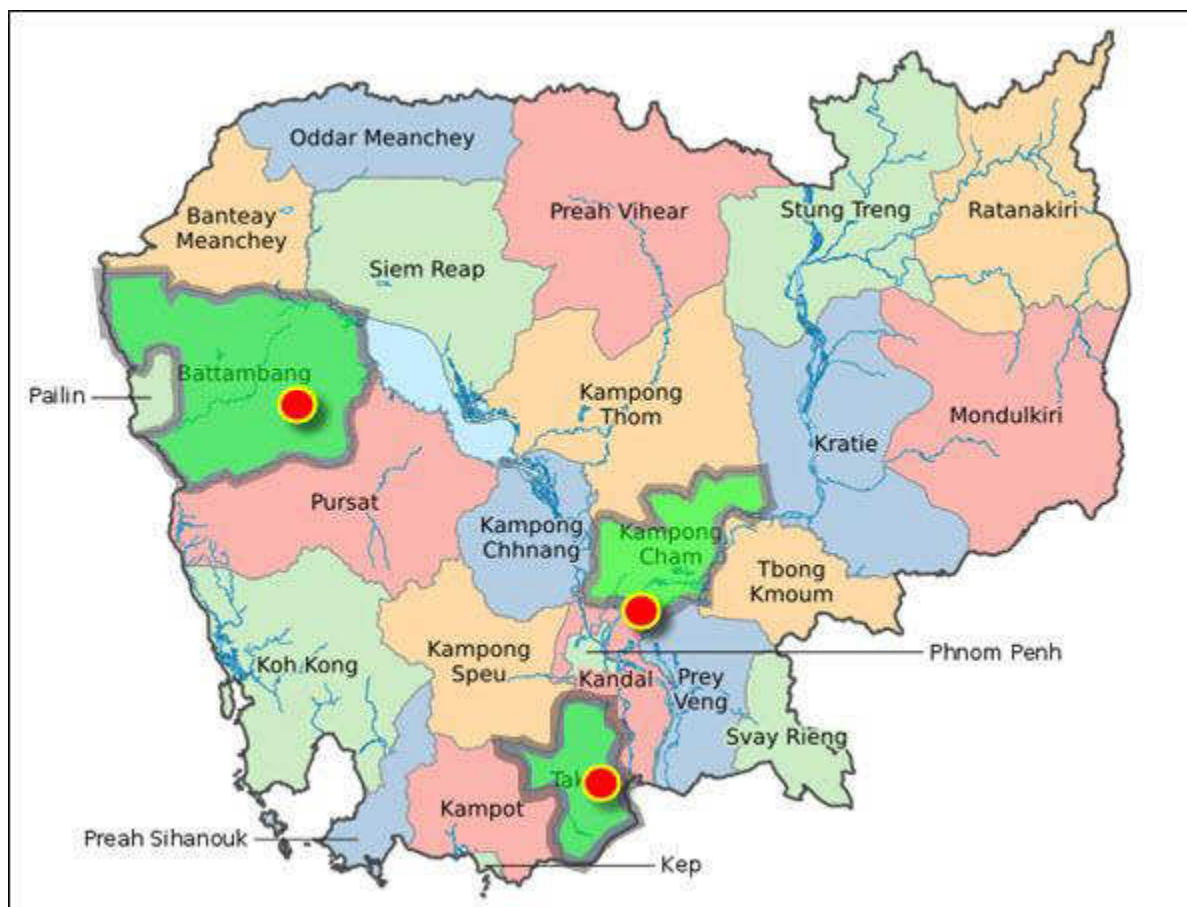 Oddar Meanchey
Preah Vihear
Stung Treng
Ratanakiri
Banteay
Meanchey
Siem Reap
Battambang
Pailin
Kampong
Thom
Kratie
Mondulkiri
Pursat
Kampong
Chhnang
Kampong
Cham
Tbong
Kmoum
Koh Kong
Kampong
Speu
Kandal
Prey
Veng
Phnom Penh
Svay Rieng
Kampot
Preah Sihanouk
Kep